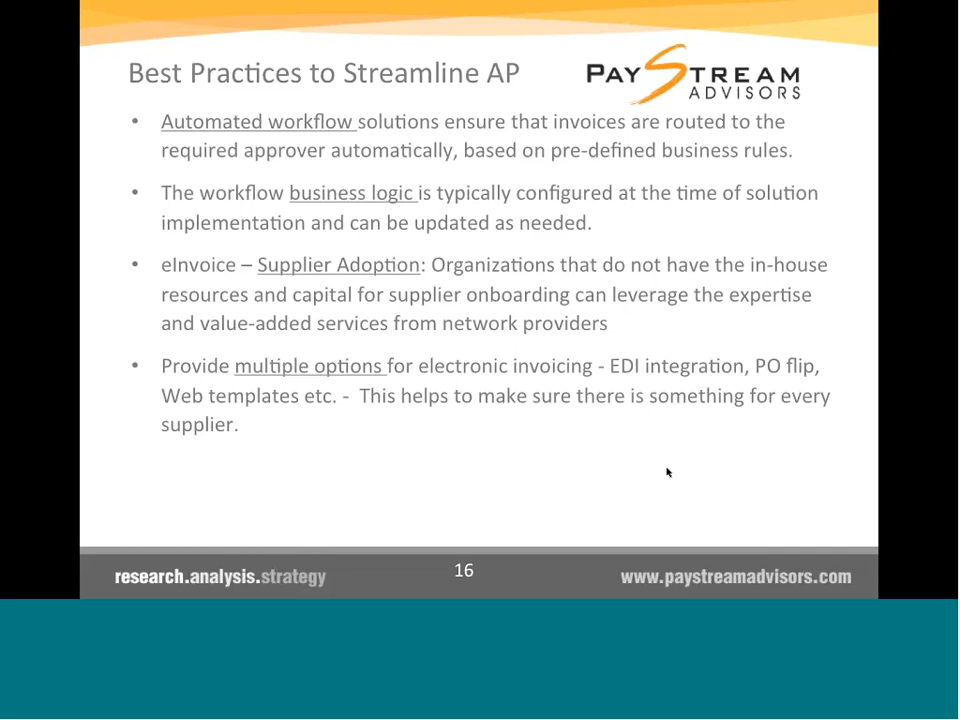 Best Practices to Streamline AP
PAYSTREAM
ADVISORS
• Automated workflow solutions ensure that invoices are routed to the
required approver automatically, based on pre-defined business rules.
• The workflow business logic is typically configured at the time of solution
implementation and can be updated as needed.
• eInvoice – Supplier Adoption: Organizations that do not have the in-house
resources and capital for supplier onboarding can leverage the expertise
and value-added services from network providers
• Provide multiple options for electronic invoicing - EDI integration, PO flip,
Web templates etc. - This helps to make sure there is something for every
supplier.
research.analysis.strategy
16
www.paystreamadvisors.com